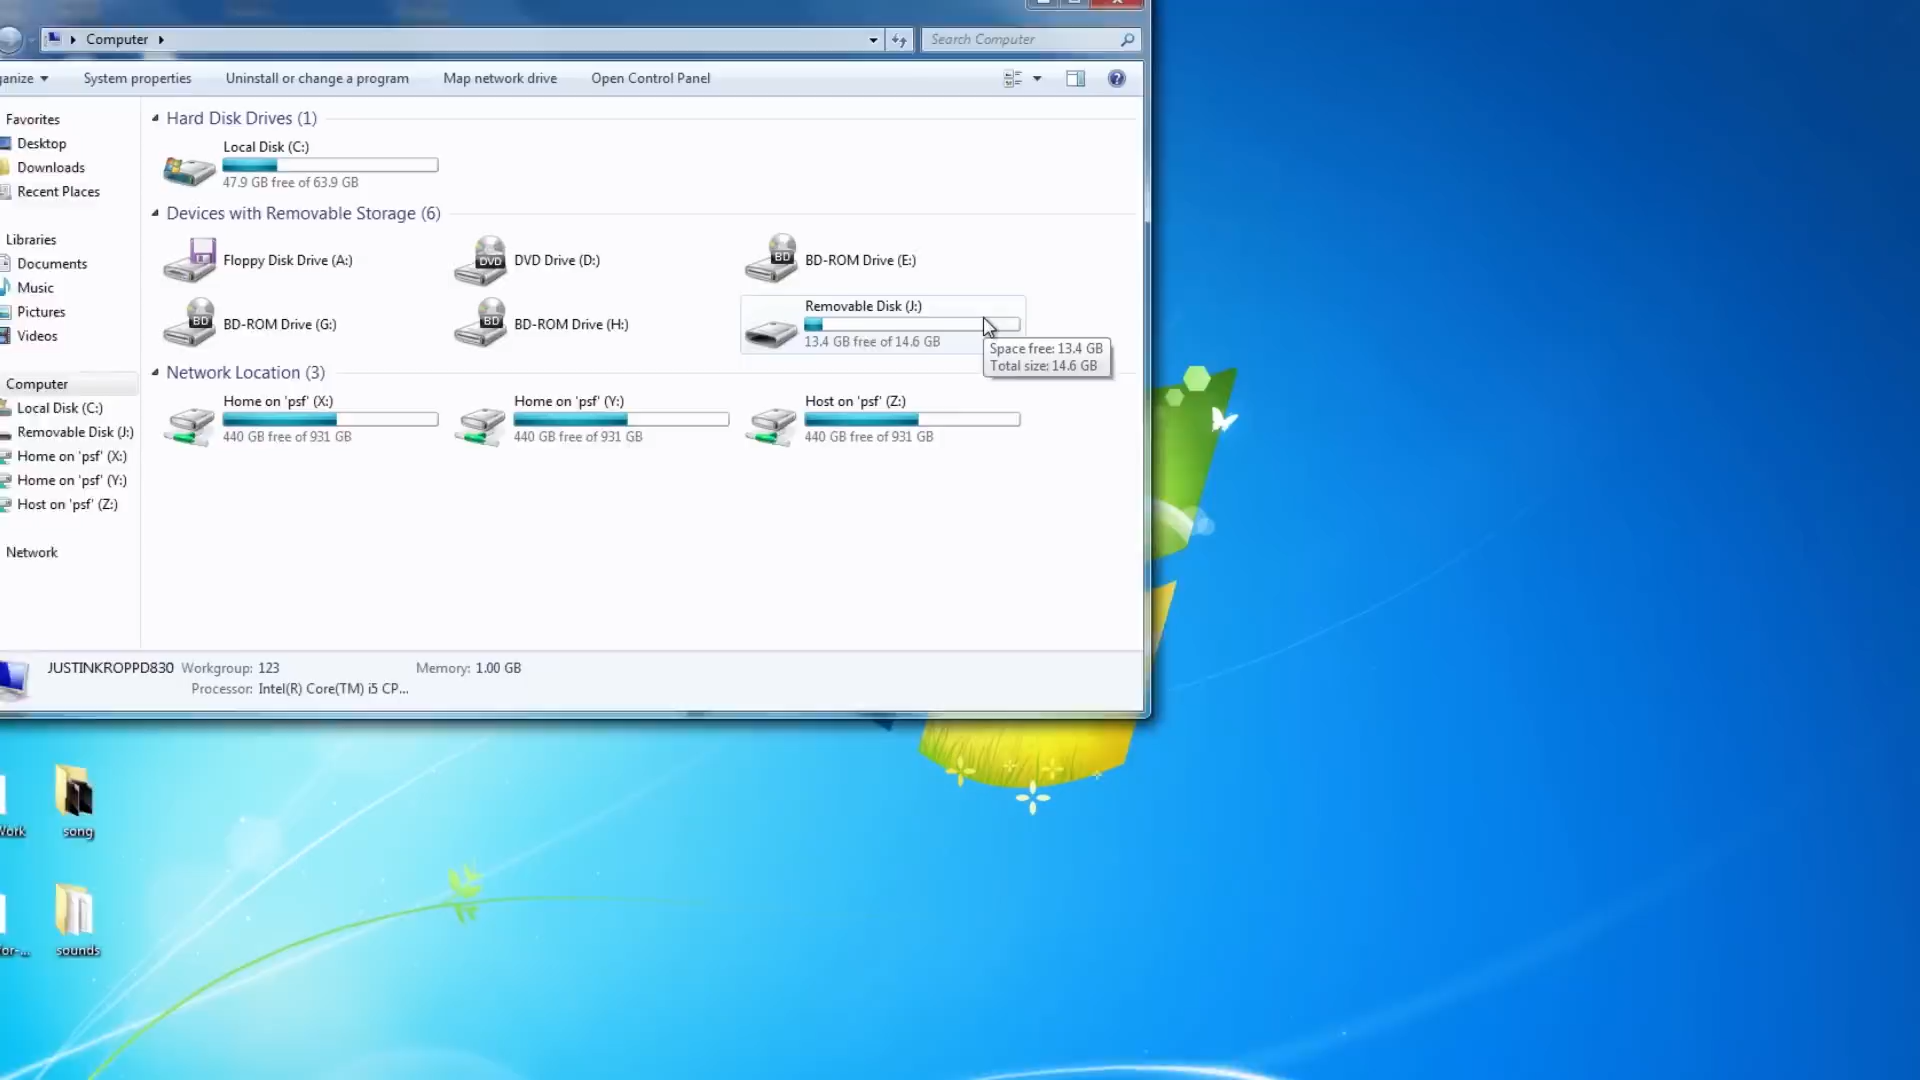 Computer
Search Computer
ganize
System properties
Uninstall or change a program
Map network drive
Open Control Panel
Favorites
Desktop
Downloads
Recent Places
Libraries
Documents
Music
Pictures
Videos
Computer
Local Disk (C:)
Removable Disk (J:)
Home on 'psf' (X:)
Home on 'psf' (Y:)
Host on 'psf' (Z:)
Network
Hard Disk Drives (1)
Local Disk (C:)
47.9 GB free of 63.9 GB
Devices with Removable Storage (6)
Floppy Disk Drive (A:)
DVD
DVD Drive (D:)
BD
BD-ROM Drive (E:)
BD
BD-ROM Drive (G:)
BD
BD-ROM Drive (H:)
Removable Disk (J:)
13.4 GB free of 14.6 GB
Space free: 13.4 GB
Total size: 14.6 GB
Network Location (3)
Home on 'psf' (X:)
440 GB free of 931 GB
Home on 'psf' (Y:)
440 GB free of 931 GB
Host on 'psf' (Z:)
440 GB free of 931 GB
JUSTINKROPPD830 Workgroup: 123
Memory: 1.00 GB
Processor: Intel(R) Core(TM) i5 CP...
Work
song
for-...
sounds